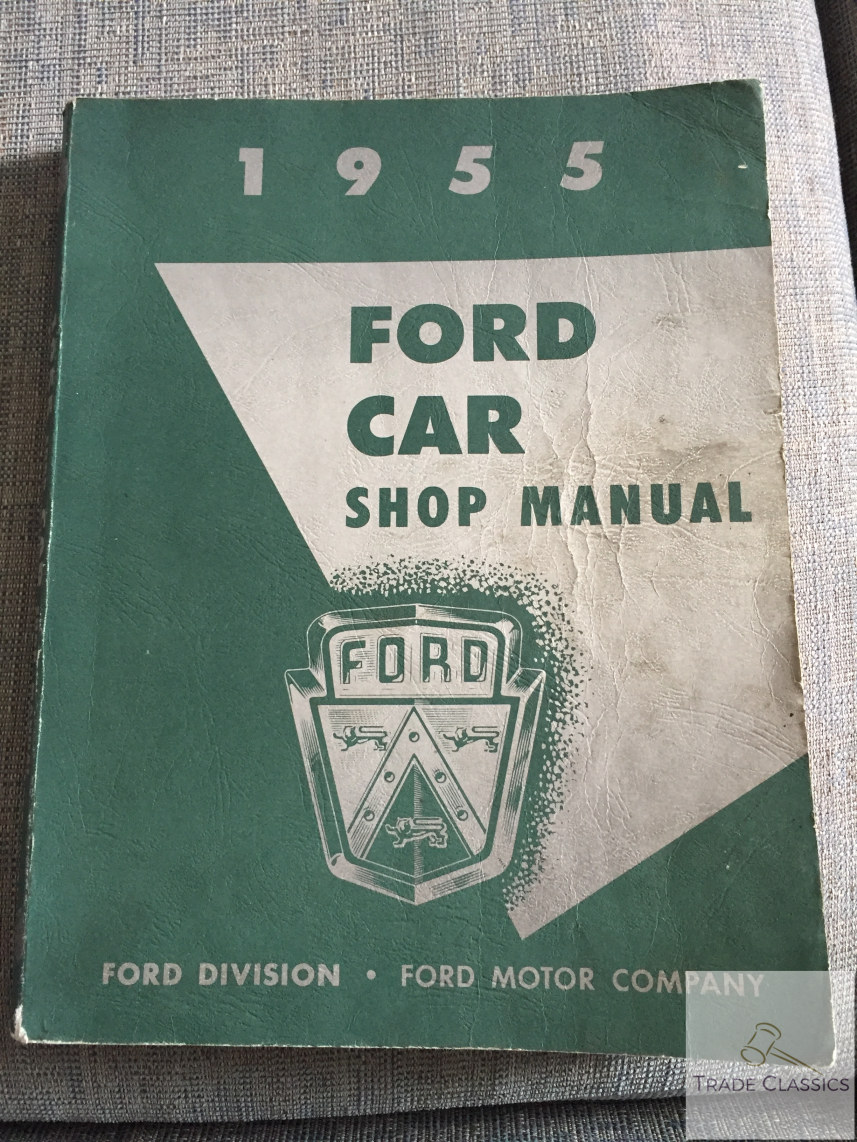 1955
FORD
CAR
SHOP MANUAL
FORD
FORD DIVISION • FORD MOTOR COMPANY
TRADE CLASSICS